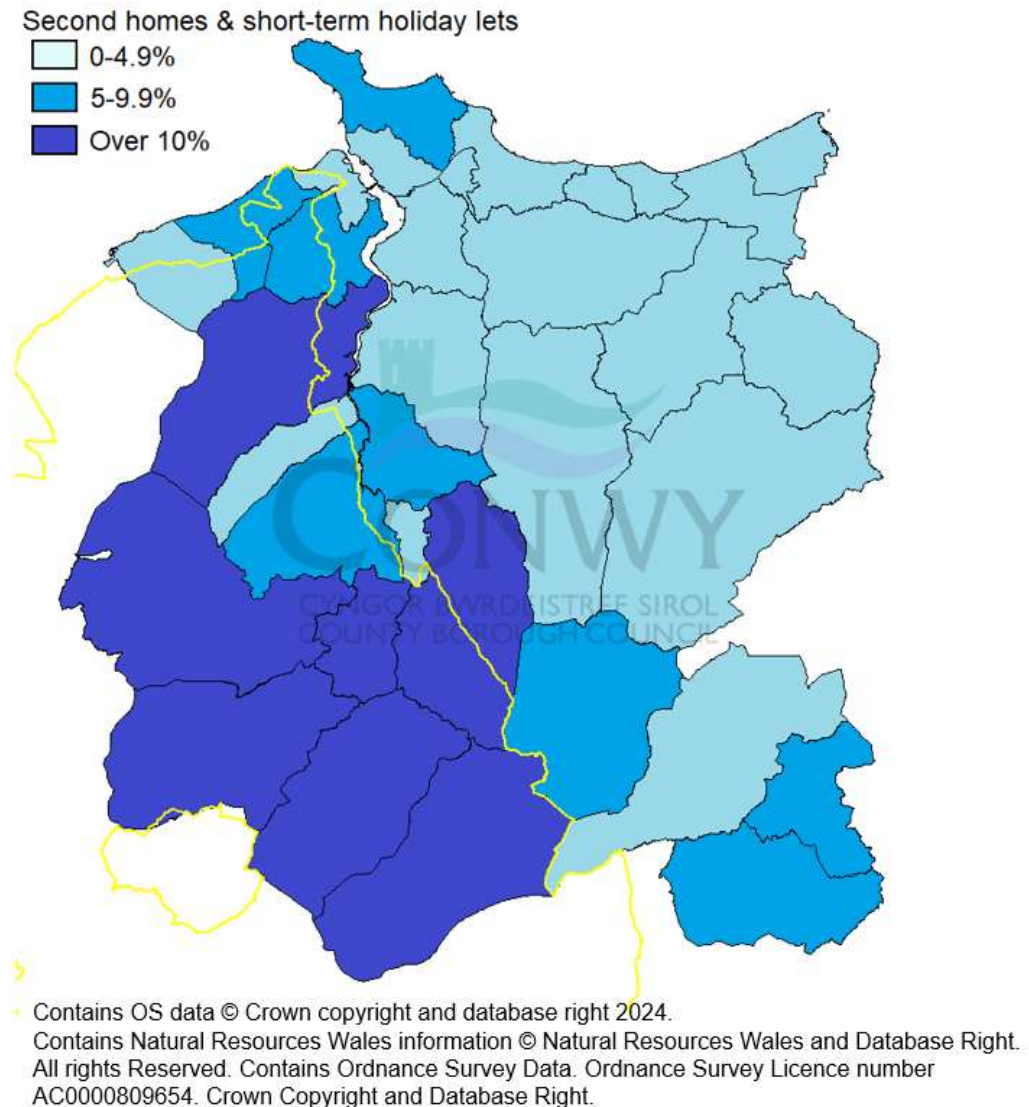 Second homes & short-term holiday lets
0-4.9%
5-9.9%
Over 10%
CONWY
CYNGOR BWRDEISTREF SIROL
COUNTY BOROUGH COUNCIL
Contains OS data © Crown copyright and database right 2024.
Contains Natural Resources Wales information © Natural Resources Wales and Database Right.
All rights Reserved. Contains Ordnance Survey Data. Ordnance Survey Licence number
AC0000809654. Crown Copyright and Database Right.